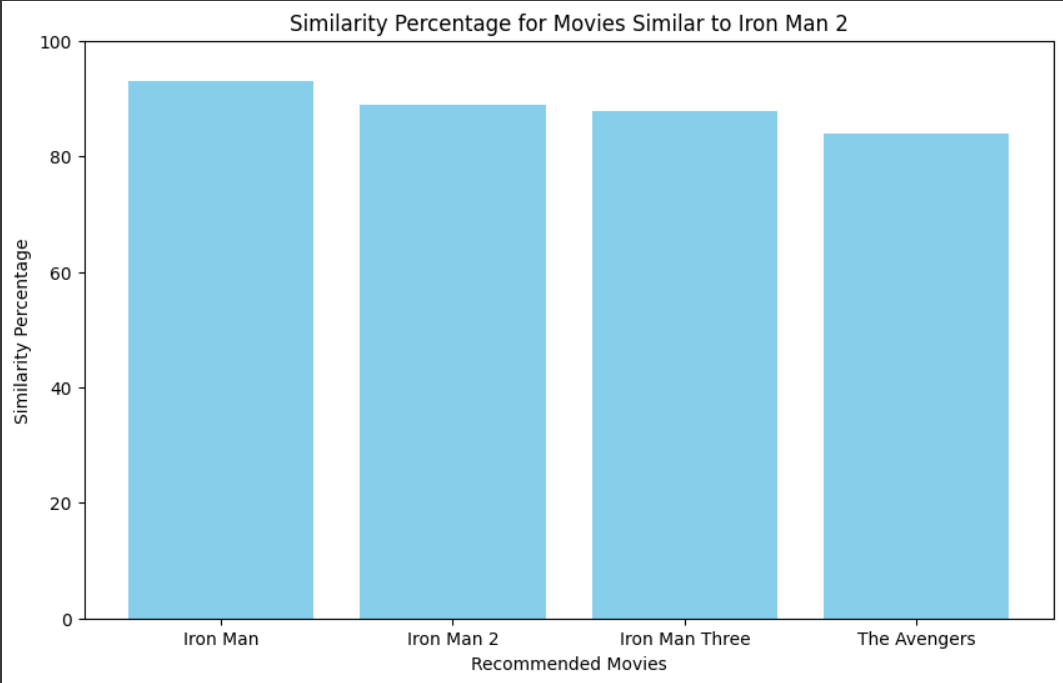 Similarity Percentage for Movies Similar to Iron Man 2
100
80
60
40
20
0
Similarity Percentage
Iron Man
Iron Man 2
Iron Man Three
The Avengers
Recommended Movies